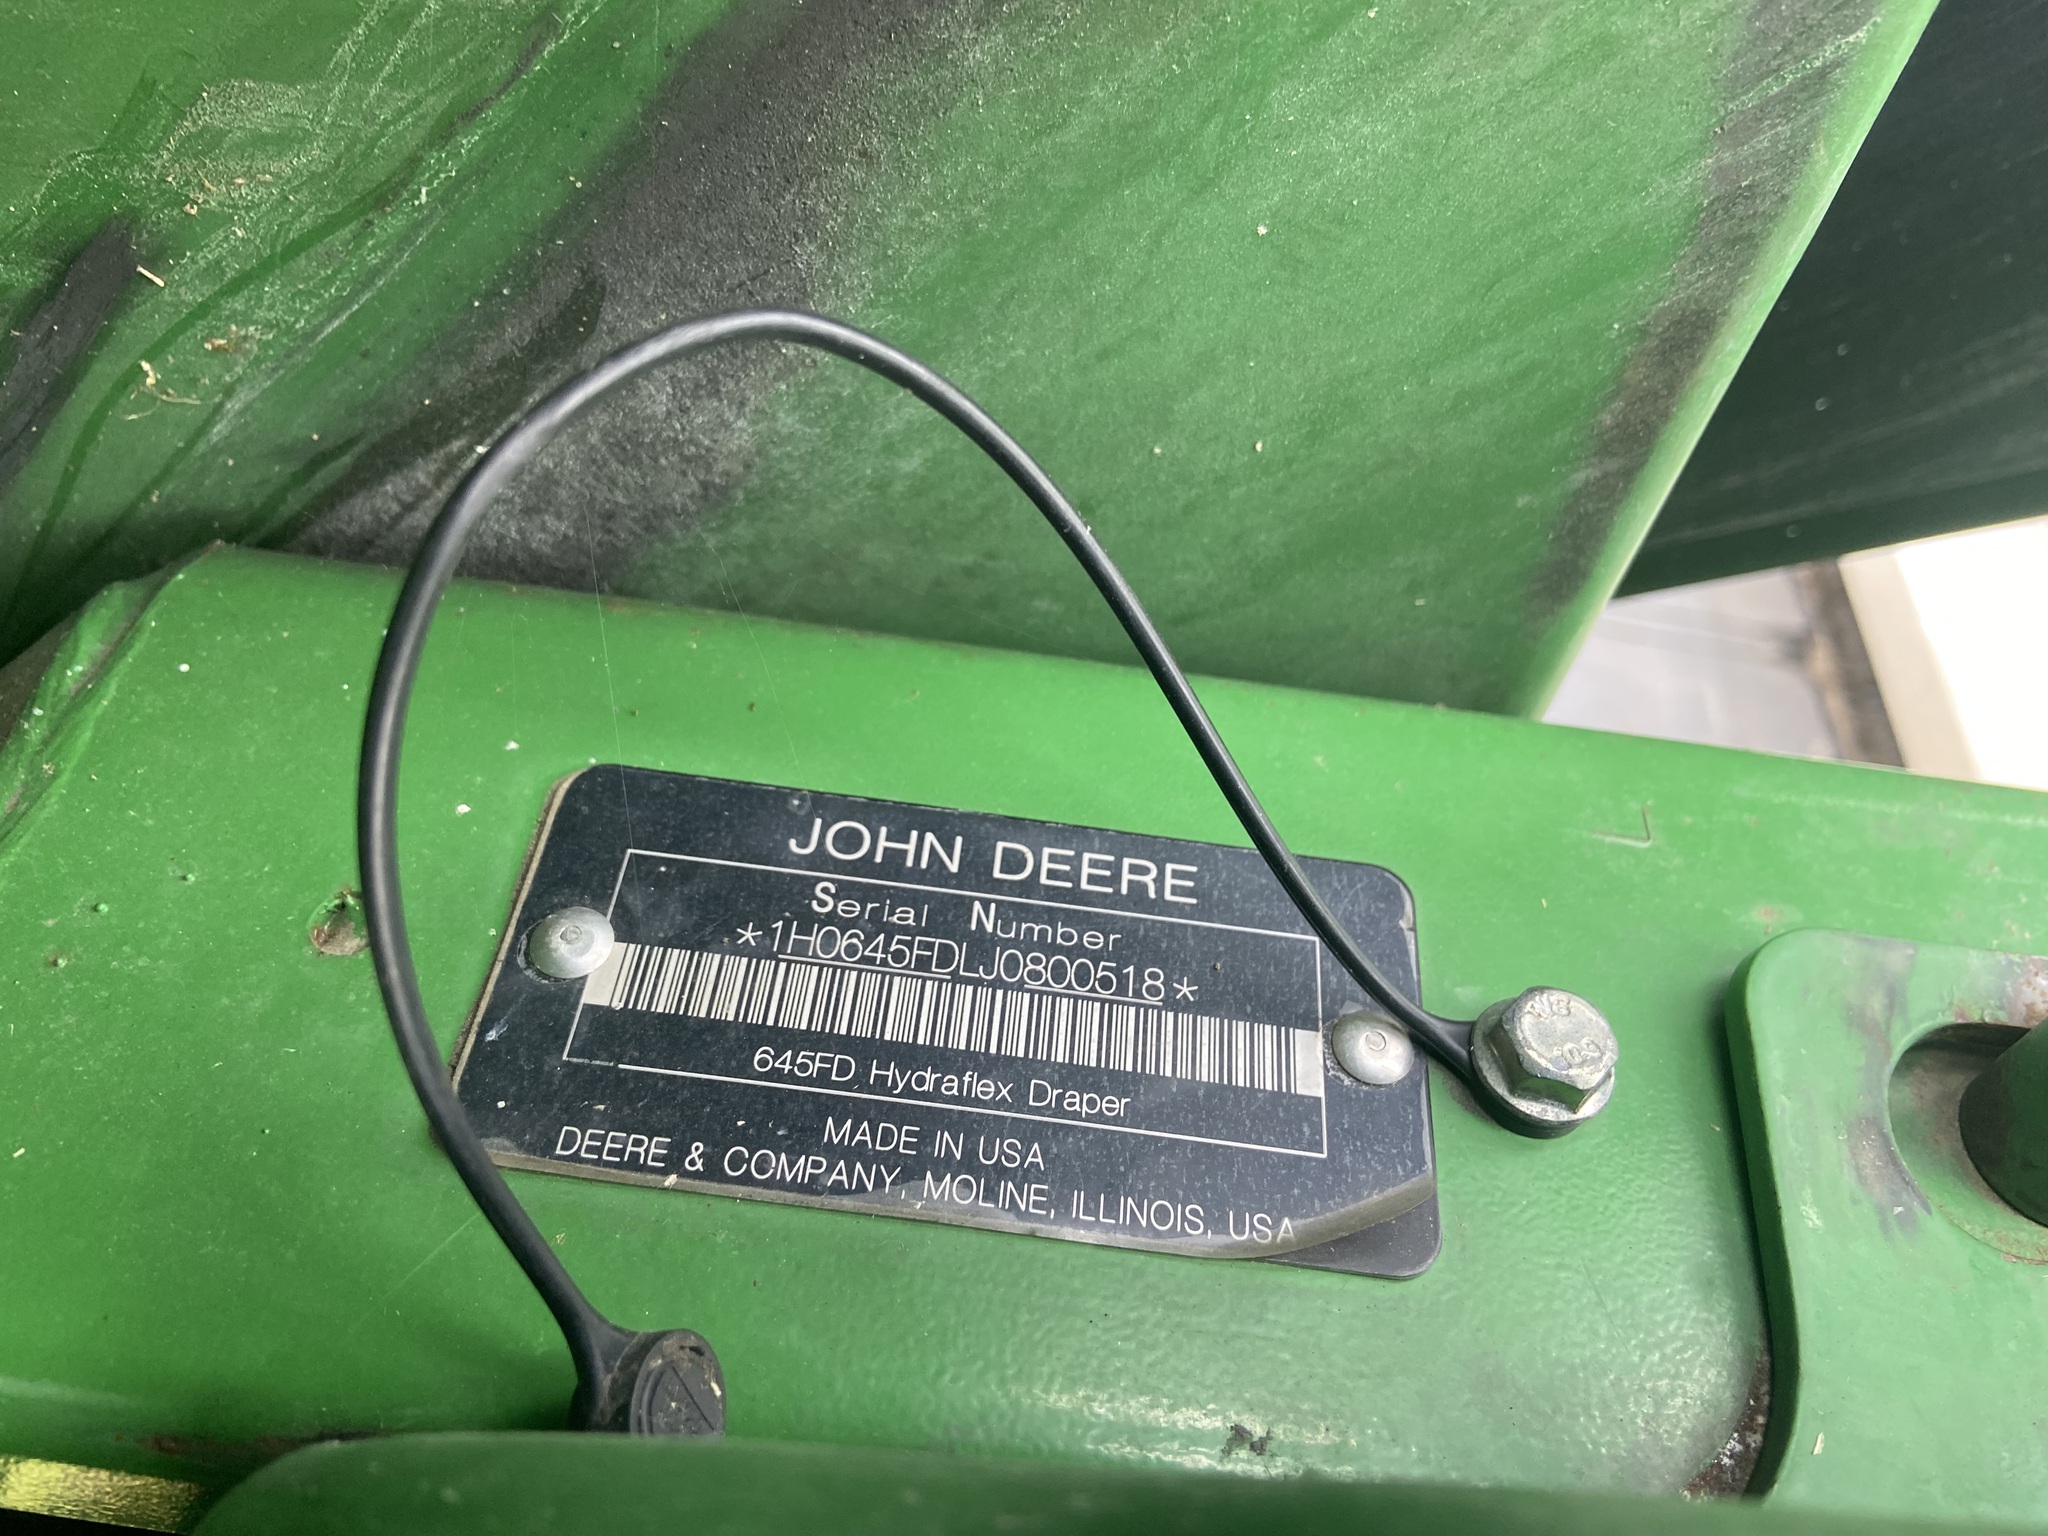 JOHN DEERE
Serial Number
*1H0645FDLJ0800518*
645FD Hydraflex Draper
MADE IN USA
DEERE & COMPANY, MOLINE, ILLINOIS, USA